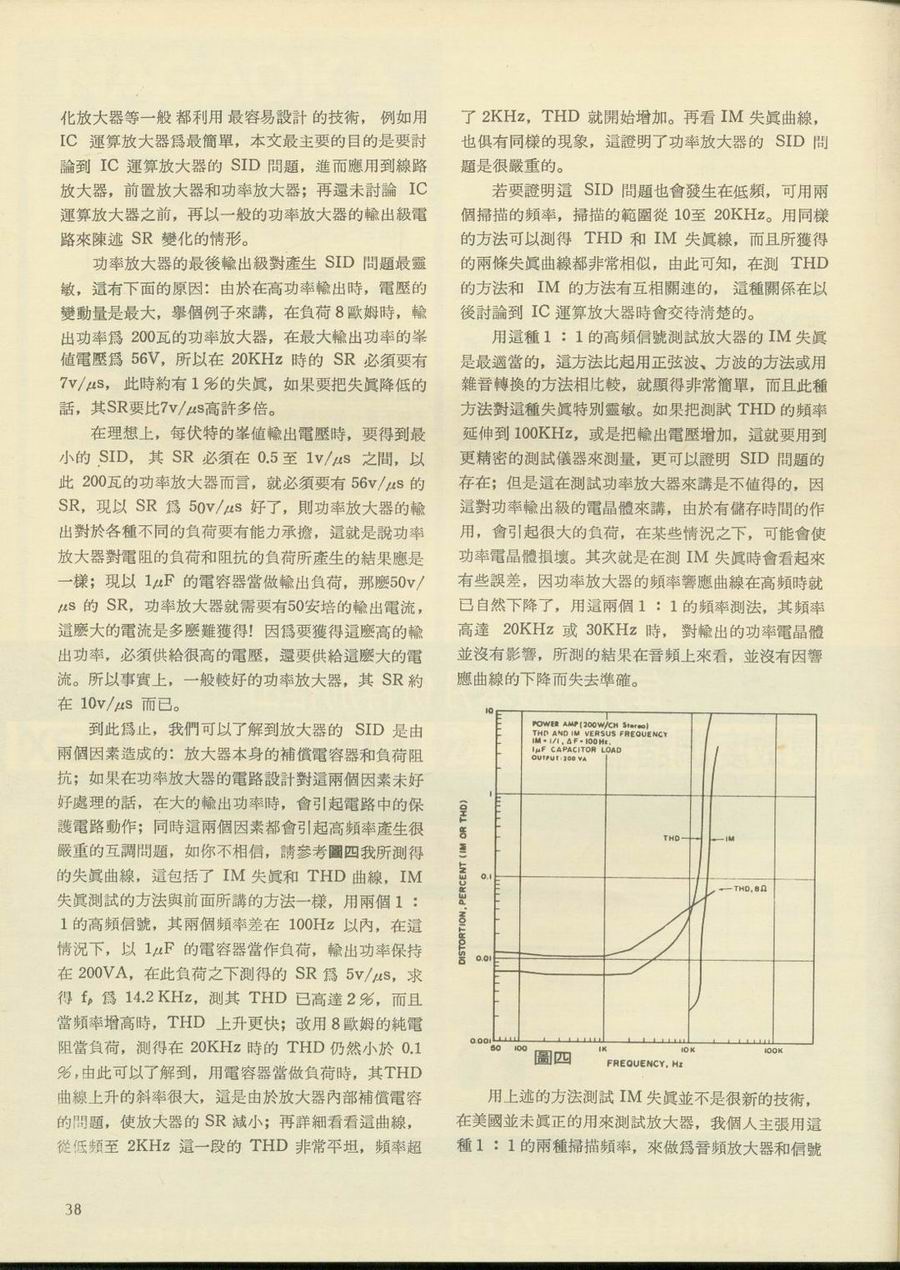 化放大器等一般都利用最容易設計的技術，例如用
IC 運算放大器爲最簡單，本文最主要的目的是要討
論到 IC 運算放大器的 SID 問題，進而應用到線路
放大器，前置放大器和功率放大器；再還未討論 IC
運算放大器之前，再以一般的功率放大器的輸出級電
路來陳述 SR 變化的情形。
功率放大器的最後輸出級對產生 SID 問題最靈
敏，這有下面的原因：由於在高功率輸出時，電壓的
變動量是最大，舉個例子來講，在負荷 8 歐姆時，輸
出功率爲 200瓦的功率放大器，在最大輸出功率的峯
値電壓爲 56V，所以在 20KHz 時的 SR 必須要有
7v/μs， 此時約有 1 %的失眞，如果要把失眞降低的
話，其SR要比7v/μs高許多倍。
在理想上，每伏特的峯値輸出電壓時，要得到最
小的 SID， 其 SR 必須在 0.5 至 1v/μs 之間，以
此 200瓦的功率放大器而言，就必須要有 56v/μs 的
SR，現以 SR 爲 50v/μs 好了，則功率放大器的輸
出對於各種不同的負荷要有能力承擔，這就是說功率
放大器對電阻的負荷和阻抗的負荷所產生的結果應是
一樣；現以 1μF 的電容器當做輸出負荷，那麼50v/
μs 的 SR，功率放大器就需要有50安培的輸出電流，
這麼大的電流是多麼難獲得！因爲要獲得這麼高的輸
出功率，必須供給很高的電壓，還要供給這麼大的電
流。所以事實上，一般較好的功率放大器，其 SR 約
在 10v/μs 而已。
到此爲止，我們可以了解到放大器的 SID 是由
兩個因素造成的：放大器本身的補償電容器和負荷阻
抗；如果在功率放大器的電路設計對這兩個因素未好
好處理的話，在大的輸出功率時，會引起電路中的保
護電路動作；同時這兩個因素都會引起高頻率產生很
嚴重的互調問題，如你不相信，請參考圖四我所測得
的失眞曲線，這包括了 IM 失眞和 THD 曲線，IM
失眞測試的方法與前面所講的方法一樣，用兩個 1 ：
1 的高頻信號，其兩個頻率差在 100Hz 以內，在這
情況下，以 1μF 的電容器當作負荷，輸出功率保持
在 200VA，在此負荷之下測得的 SR 爲 5v/μs，求
得 fp 爲 14.2 KHz，測其 THD 已高達 2 %，而且
當頻率增高時，THD 上升更快；改用 8 歐姆的純電
阻當負荷，測得在 20KHz 時的 THD 仍然小於 0.1
%，由此可以了解到，用電容器當做負荷時，其THD
曲線上升的斜率很大，這是由於放大器內部補償電容
的問題，使放大器的 SR 減小；再詳細看看這曲線，
從低頻至 2KHz 這一段的 THD 非常平坦，頻率超
了 2KHz，THD 就開始增加。再看 IM 失眞曲線，
也俱有同樣的現象，這證明了功率放大器的 SID 問
題是很嚴重的。
若要證明這 SID 問題也會發生在低頻，可用兩
個掃描的頻率，掃描的範圍從 10至 20KHz。用同樣
的方法可以測得 THD 和 IM 失眞線，而且所獲得
的兩條失眞曲線都非常相似，由此可知，在測 THD
的方法和 IM 的方法有互相關連的， 這種關係在以
後討論到 IC 運算放大器時會交待淸楚的。
用這種 1 ： 1 的高頻信號測試放大器的 IM 失眞
是最適當的，這方法比起用正弦波、方波的方法或用
雜音轉換的方法相比較，就顯得非常簡單，而且此種
方法對這種失眞特別靈敏。如果把測試 THD 的頻率
延伸到 100KHz，或是把輸出電壓增加，這就要用到
更精密的測試儀器來測量，更可以證明 SID 問題的
存在；但是這在測試功率放大器來講是不値得的，因
這對功率輸出級的電晶體來講，由於有儲存時間的作
用，會引起很大的負荷，在某些情況之下，可能會使
功率電晶體損壞。其次就是在測 IM 失眞時會看起來
有些誤差，因功率放大器的頻率響應曲線在高頻時就
已自然下降了，用這兩個 1 ： 1 的頻率測法，其頻率
高達 20KHz 或 30KHz 時， 對輸出的功率電晶體
並沒有影響，所測的結果在音頻上來看，並沒有因響
應曲線的下降而失去準確。
POWER AMP (200W/CH Stereo)
THD AND IM VERSUS FREQUENCY
IM = 1/1, ΔF = 100Hz.
1μF CAPACITOR LOAD
OUTPUT: 200 VA
DISTORTION, PERCENT (IM OR THD)
10
1
0.1
0.01
0.001
THD
IM
THD, 8Ω
50 100 1K 10K 100K
圖四
FREQUENCY, Hz
用上述的方法測試 IM 失眞並不是很新的技術，
在美國並未眞正的用來測試放大器，我個人主張用這
種 1 ： 1 的兩種掃描頻率，來做爲音頻放大器和信號
38